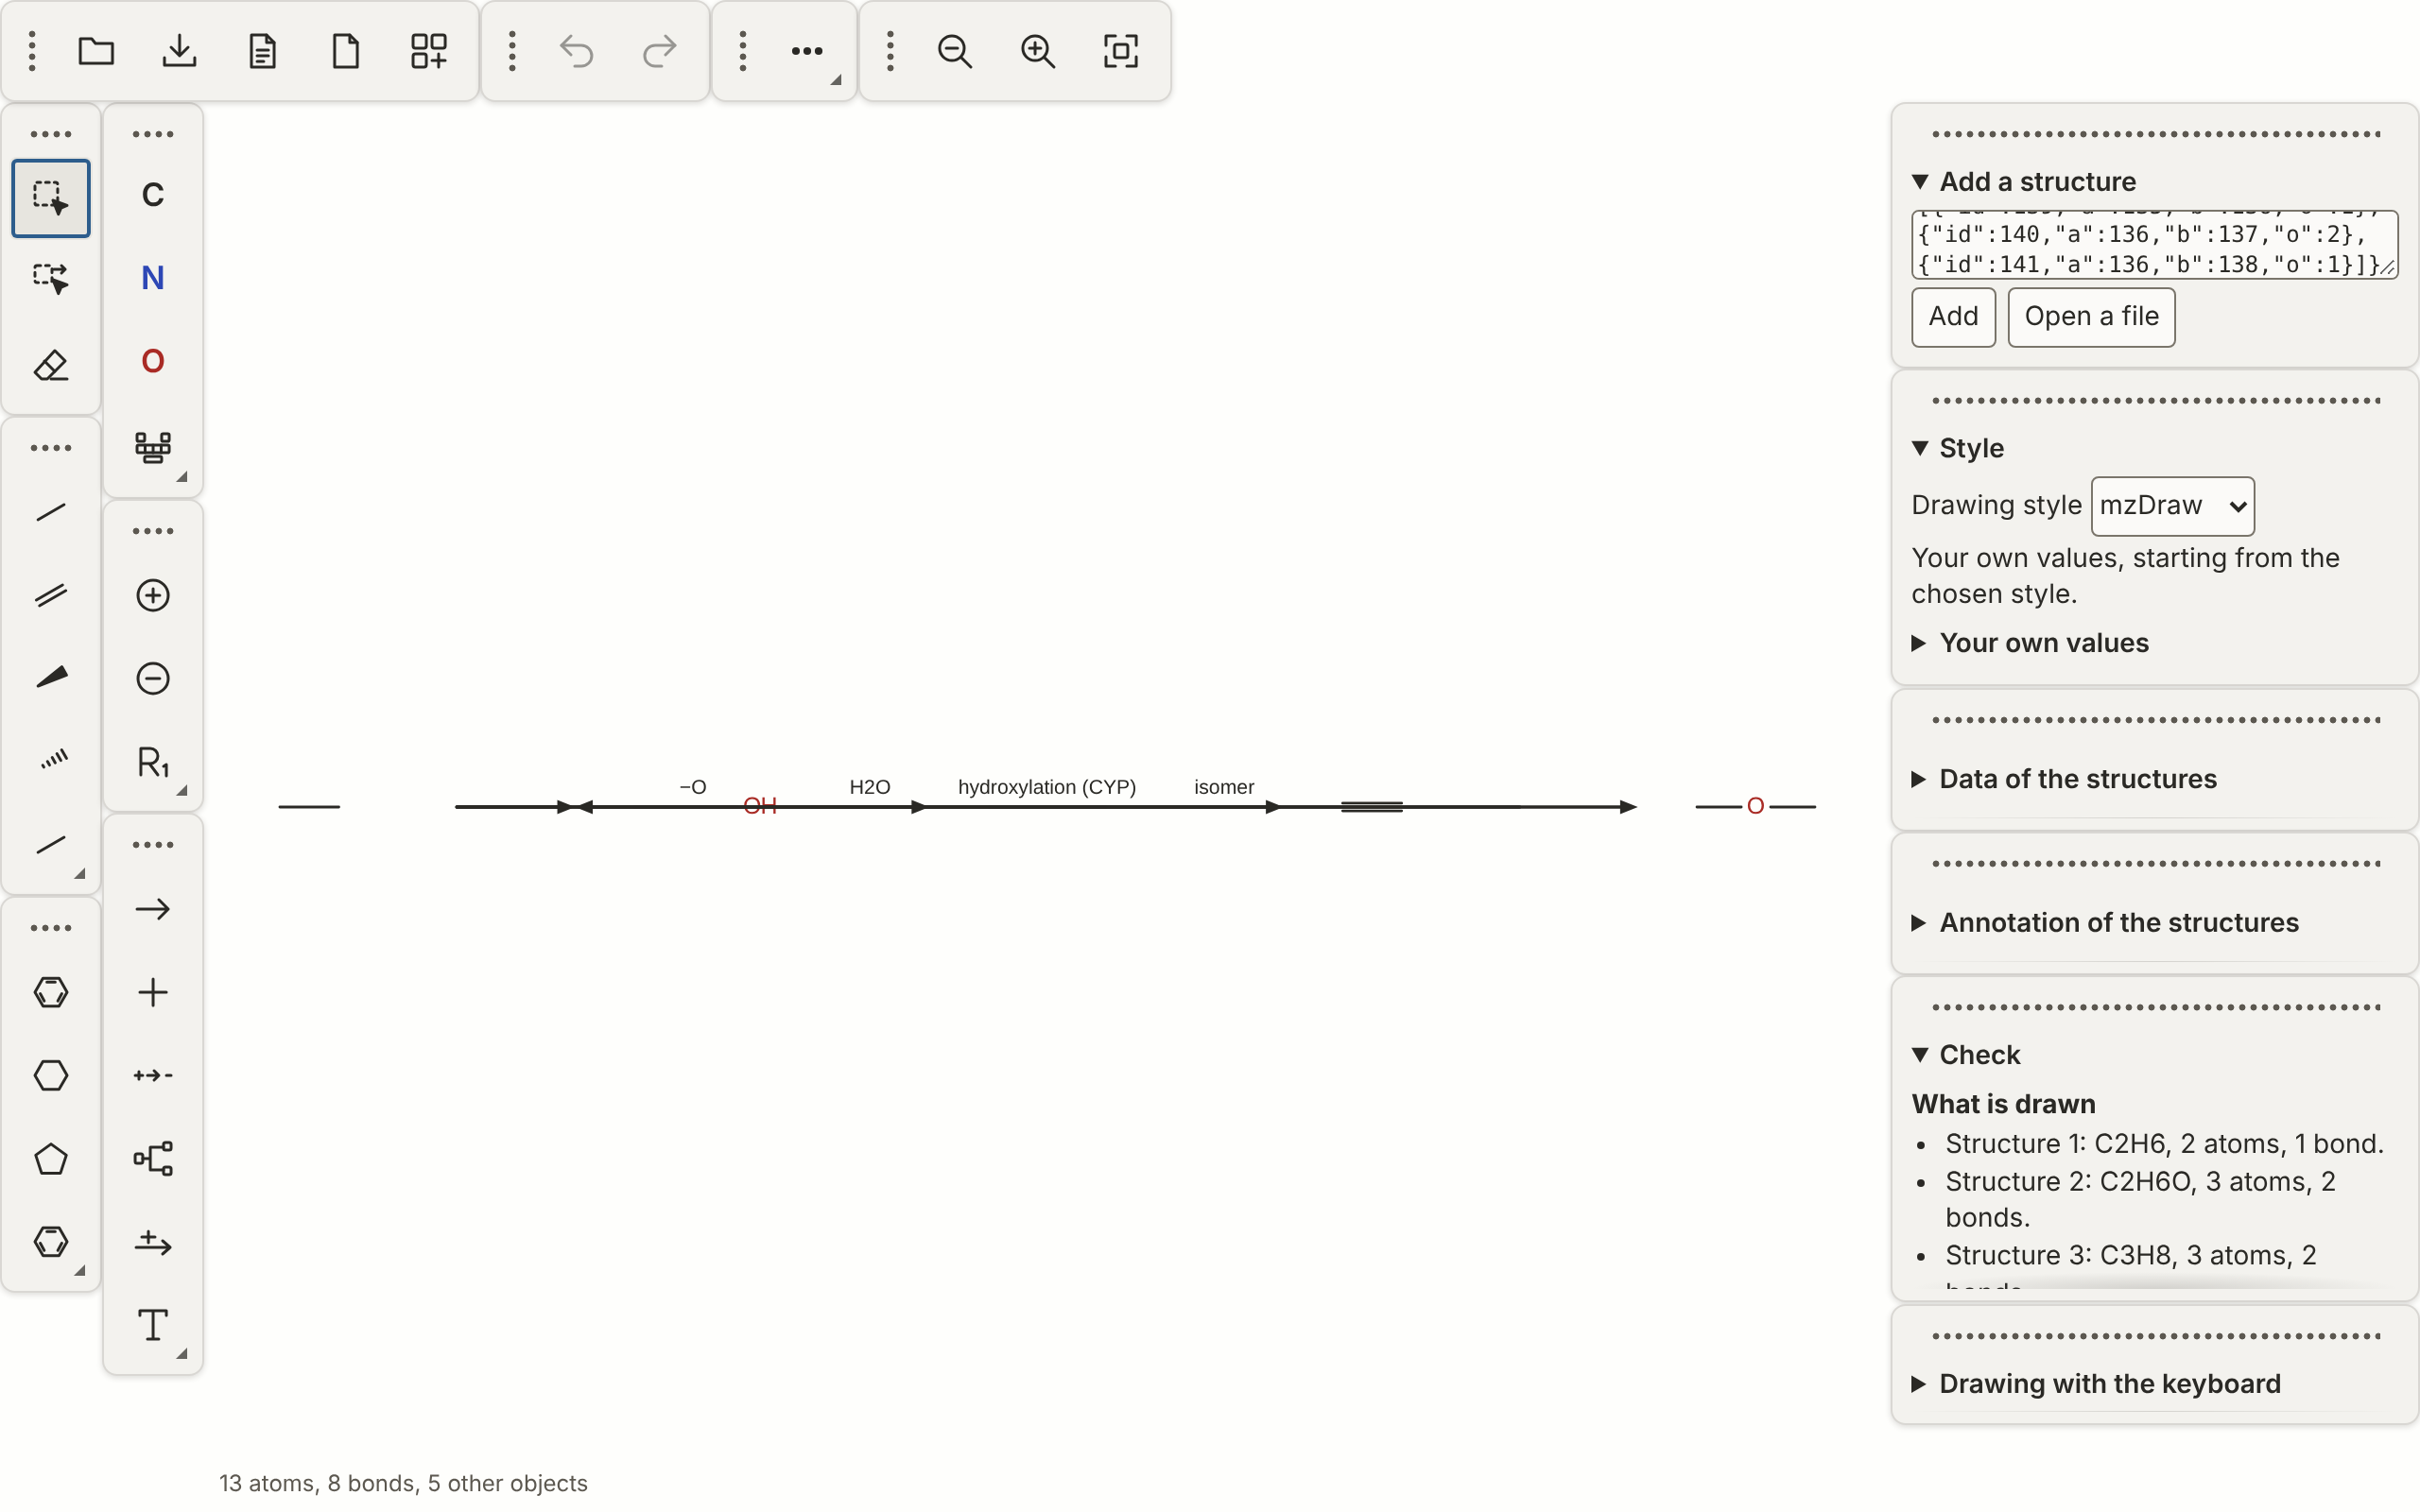 C
N
O
R1
T
Add a structure
{"id":140,"a":136,"b":137,"o":2},
{"id":141,"a":136,"b":138,"o":1}]}
Add
Open a file
Style
Drawing style
mzDraw
Your own values, starting from the
chosen style.
Your own values
Data of the structures
Annotation of the structures
Check
What is drawn
Structure 1: C2H6, 2 atoms, 1 bond.
Structure 2: C2H6O, 3 atoms, 2
bonds.
Structure 3: C3H8, 3 atoms, 2
Drawing with the keyboard
−O
H2O
hydroxylation (CYP)
isomer
OH
O
13 atoms, 8 bonds, 5 other objects